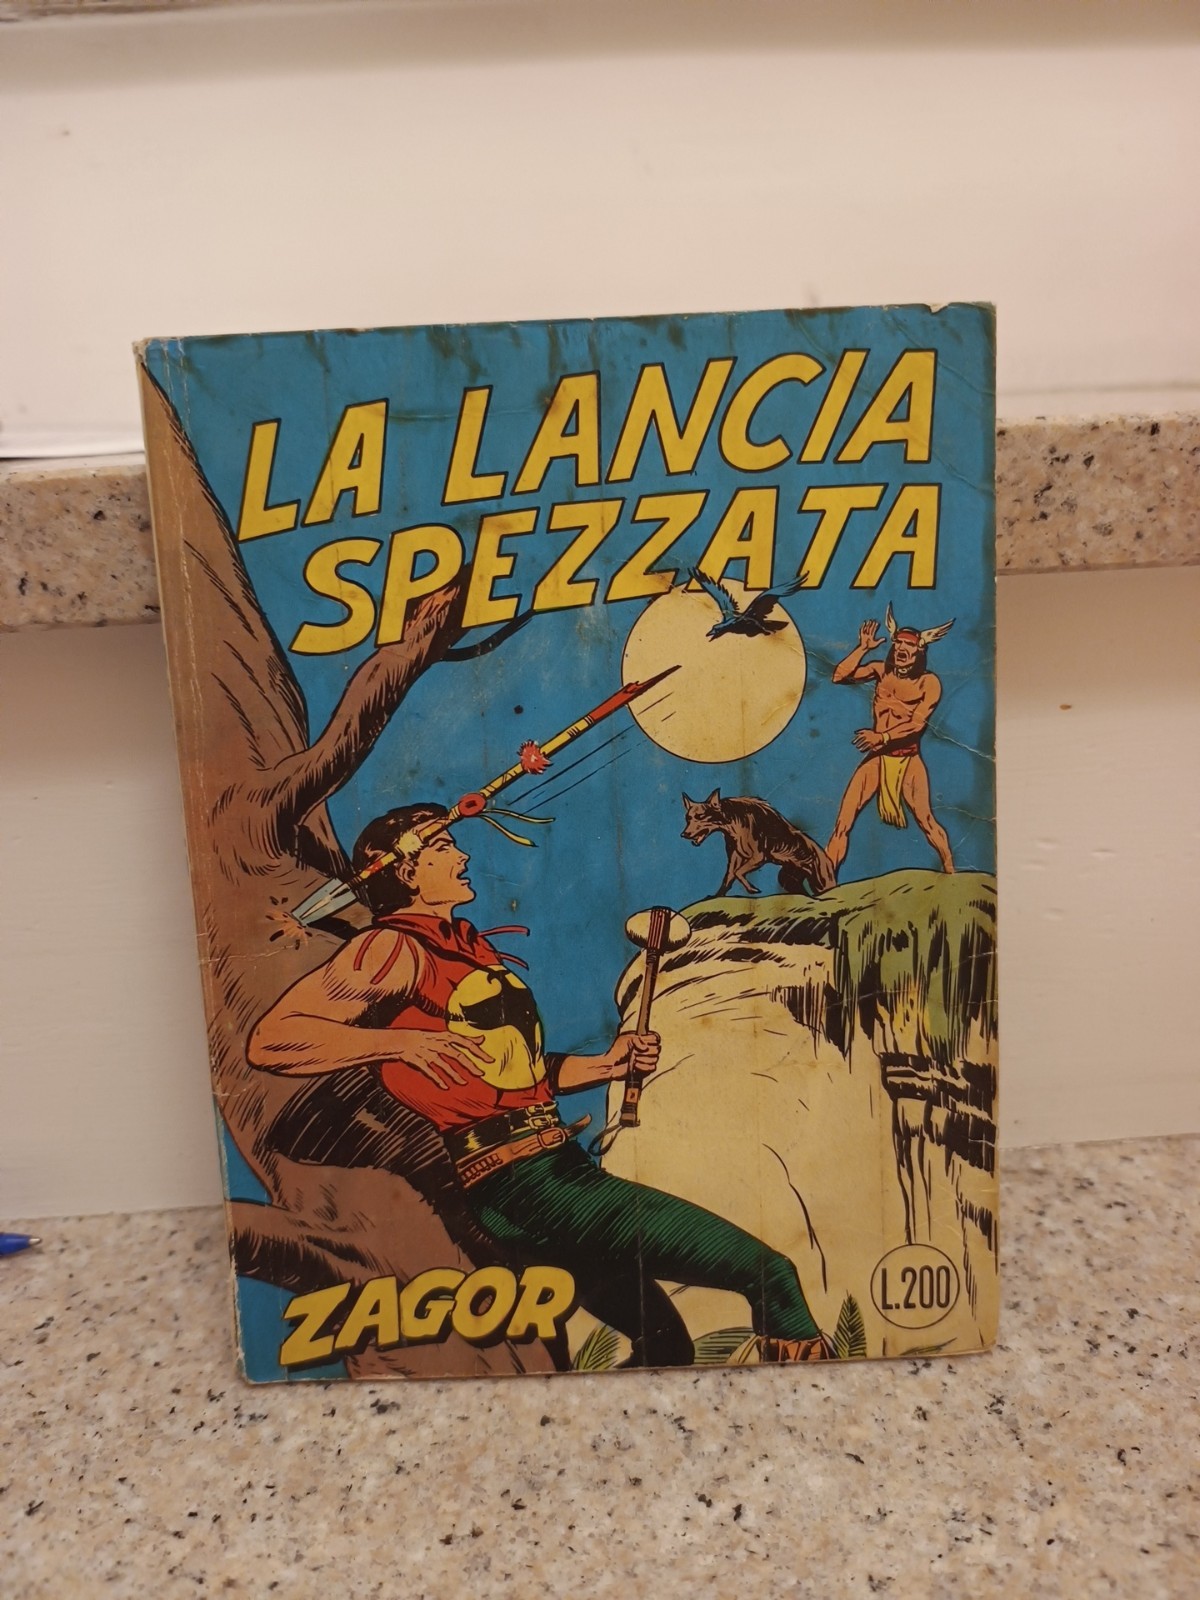 LA LANCIA
SPEZZATA
ZAGOR
L.200